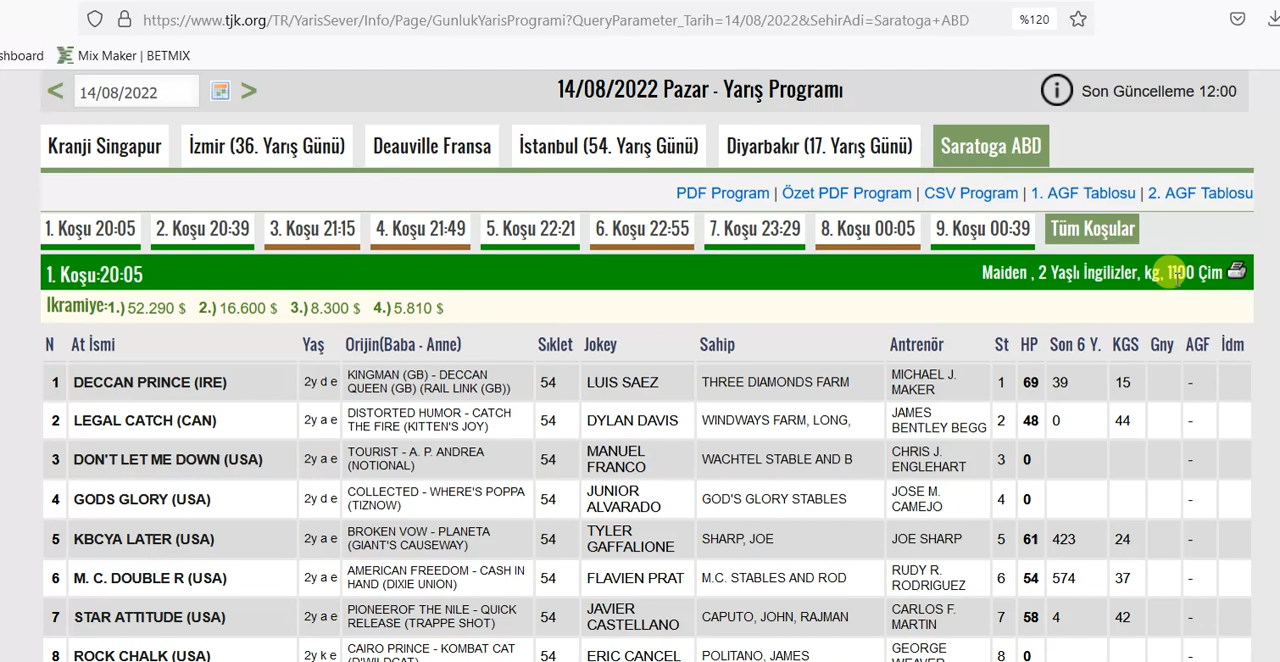 https://www.tjk.org/TR/YarisSever/Info/Page/GunlukYarisProgrami?QueryParameter_Tarih=14/08/2022&SehirAdi=Saratoga+ABD %120
shboard Mix Maker | BETMIX
< 14/08/2022 > 14/08/2022 Pazar - Yarış Programı i Son Güncelleme 12:00
Kranji Singapur İzmir (36. Yarış Günü) Deauville Fransa İstanbul (54. Yarış Günü) Diyarbakır (17. Yarış Günü) Saratoga ABD
PDF Program | Özet PDF Program | CSV Program | 1. AGF Tablosu | 2. AGF Tablosu
1. Koşu 20:05 2. Koşu 20:39 3. Koşu 21:15 4. Koşu 21:49 5. Koşu 22:21 6. Koşu 22:55 7. Koşu 23:29 8. Koşu 00:05 9. Koşu 00:39 Tüm Koşular
1. Koşu:20:05 Maiden , 2 Yaşlı İngilizler, kg, 1100 Çim
Ikramiye:1.) 52.290 $ 2.) 16.600 $ 3.) 8.300 $ 4.) 5.810 $
N At İsmi Yaş Orijin(Baba - Anne) Sıklet Jokey Sahip Antrenör St HP Son 6 Y. KGS Gny AGF İdm
1 DECCAN PRINCE (IRE) 2y d e KINGMAN (GB) - DECCAN QUEEN (GB) (RAIL LINK (GB)) 54 LUIS SAEZ THREE DIAMONDS FARM MICHAEL J. MAKER 1 69 39 15 -
2 LEGAL CATCH (CAN) 2y a e DISTORTED HUMOR - CATCH THE FIRE (KITTEN'S JOY) 54 DYLAN DAVIS WINDWAYS FARM, LONG, JAMES BENTLEY BEGG 2 48 0 44 -
3 DON'T LET ME DOWN (USA) 2y a e TOURIST - A. P. ANDREA (NOTIONAL) 54 MANUEL FRANCO WACHTEL STABLE AND B CHRIS J. ENGLEHART 3 0 -
4 GODS GLORY (USA) 2y d e COLLECTED - WHERE'S POPPA (TIZNOW) 54 JUNIOR ALVARADO GOD'S GLORY STABLES JOSE M. CAMEJO 4 0 -
5 KBCYA LATER (USA) 2y a e BROKEN VOW - PLANETA (GIANT'S CAUSEWAY) 54 TYLER GAFFALIONE SHARP, JOE JOE SHARP 5 61 423 24 -
6 M. C. DOUBLE R (USA) 2y a e AMERICAN FREEDOM - CASH IN HAND (DIXIE UNION) 54 FLAVIEN PRAT M.C. STABLES AND ROD RUDY R. RODRIGUEZ 6 54 574 37 -
7 STAR ATTITUDE (USA) 2y a e PIONEEROF THE NILE - QUICK RELEASE (TRAPPE SHOT) 54 JAVIER CASTELLANO CAPUTO, JOHN, RAJMAN CARLOS F. MARTIN 7 58 4 42 -
8 ROCK CHALK (USA) 2y k e CAIRO PRINCE - KOMBAT CAT (D'WILDCAT) 54 ERIC CANCEL POLITANO, JAMES GEORGE WEAVER 8 0 -